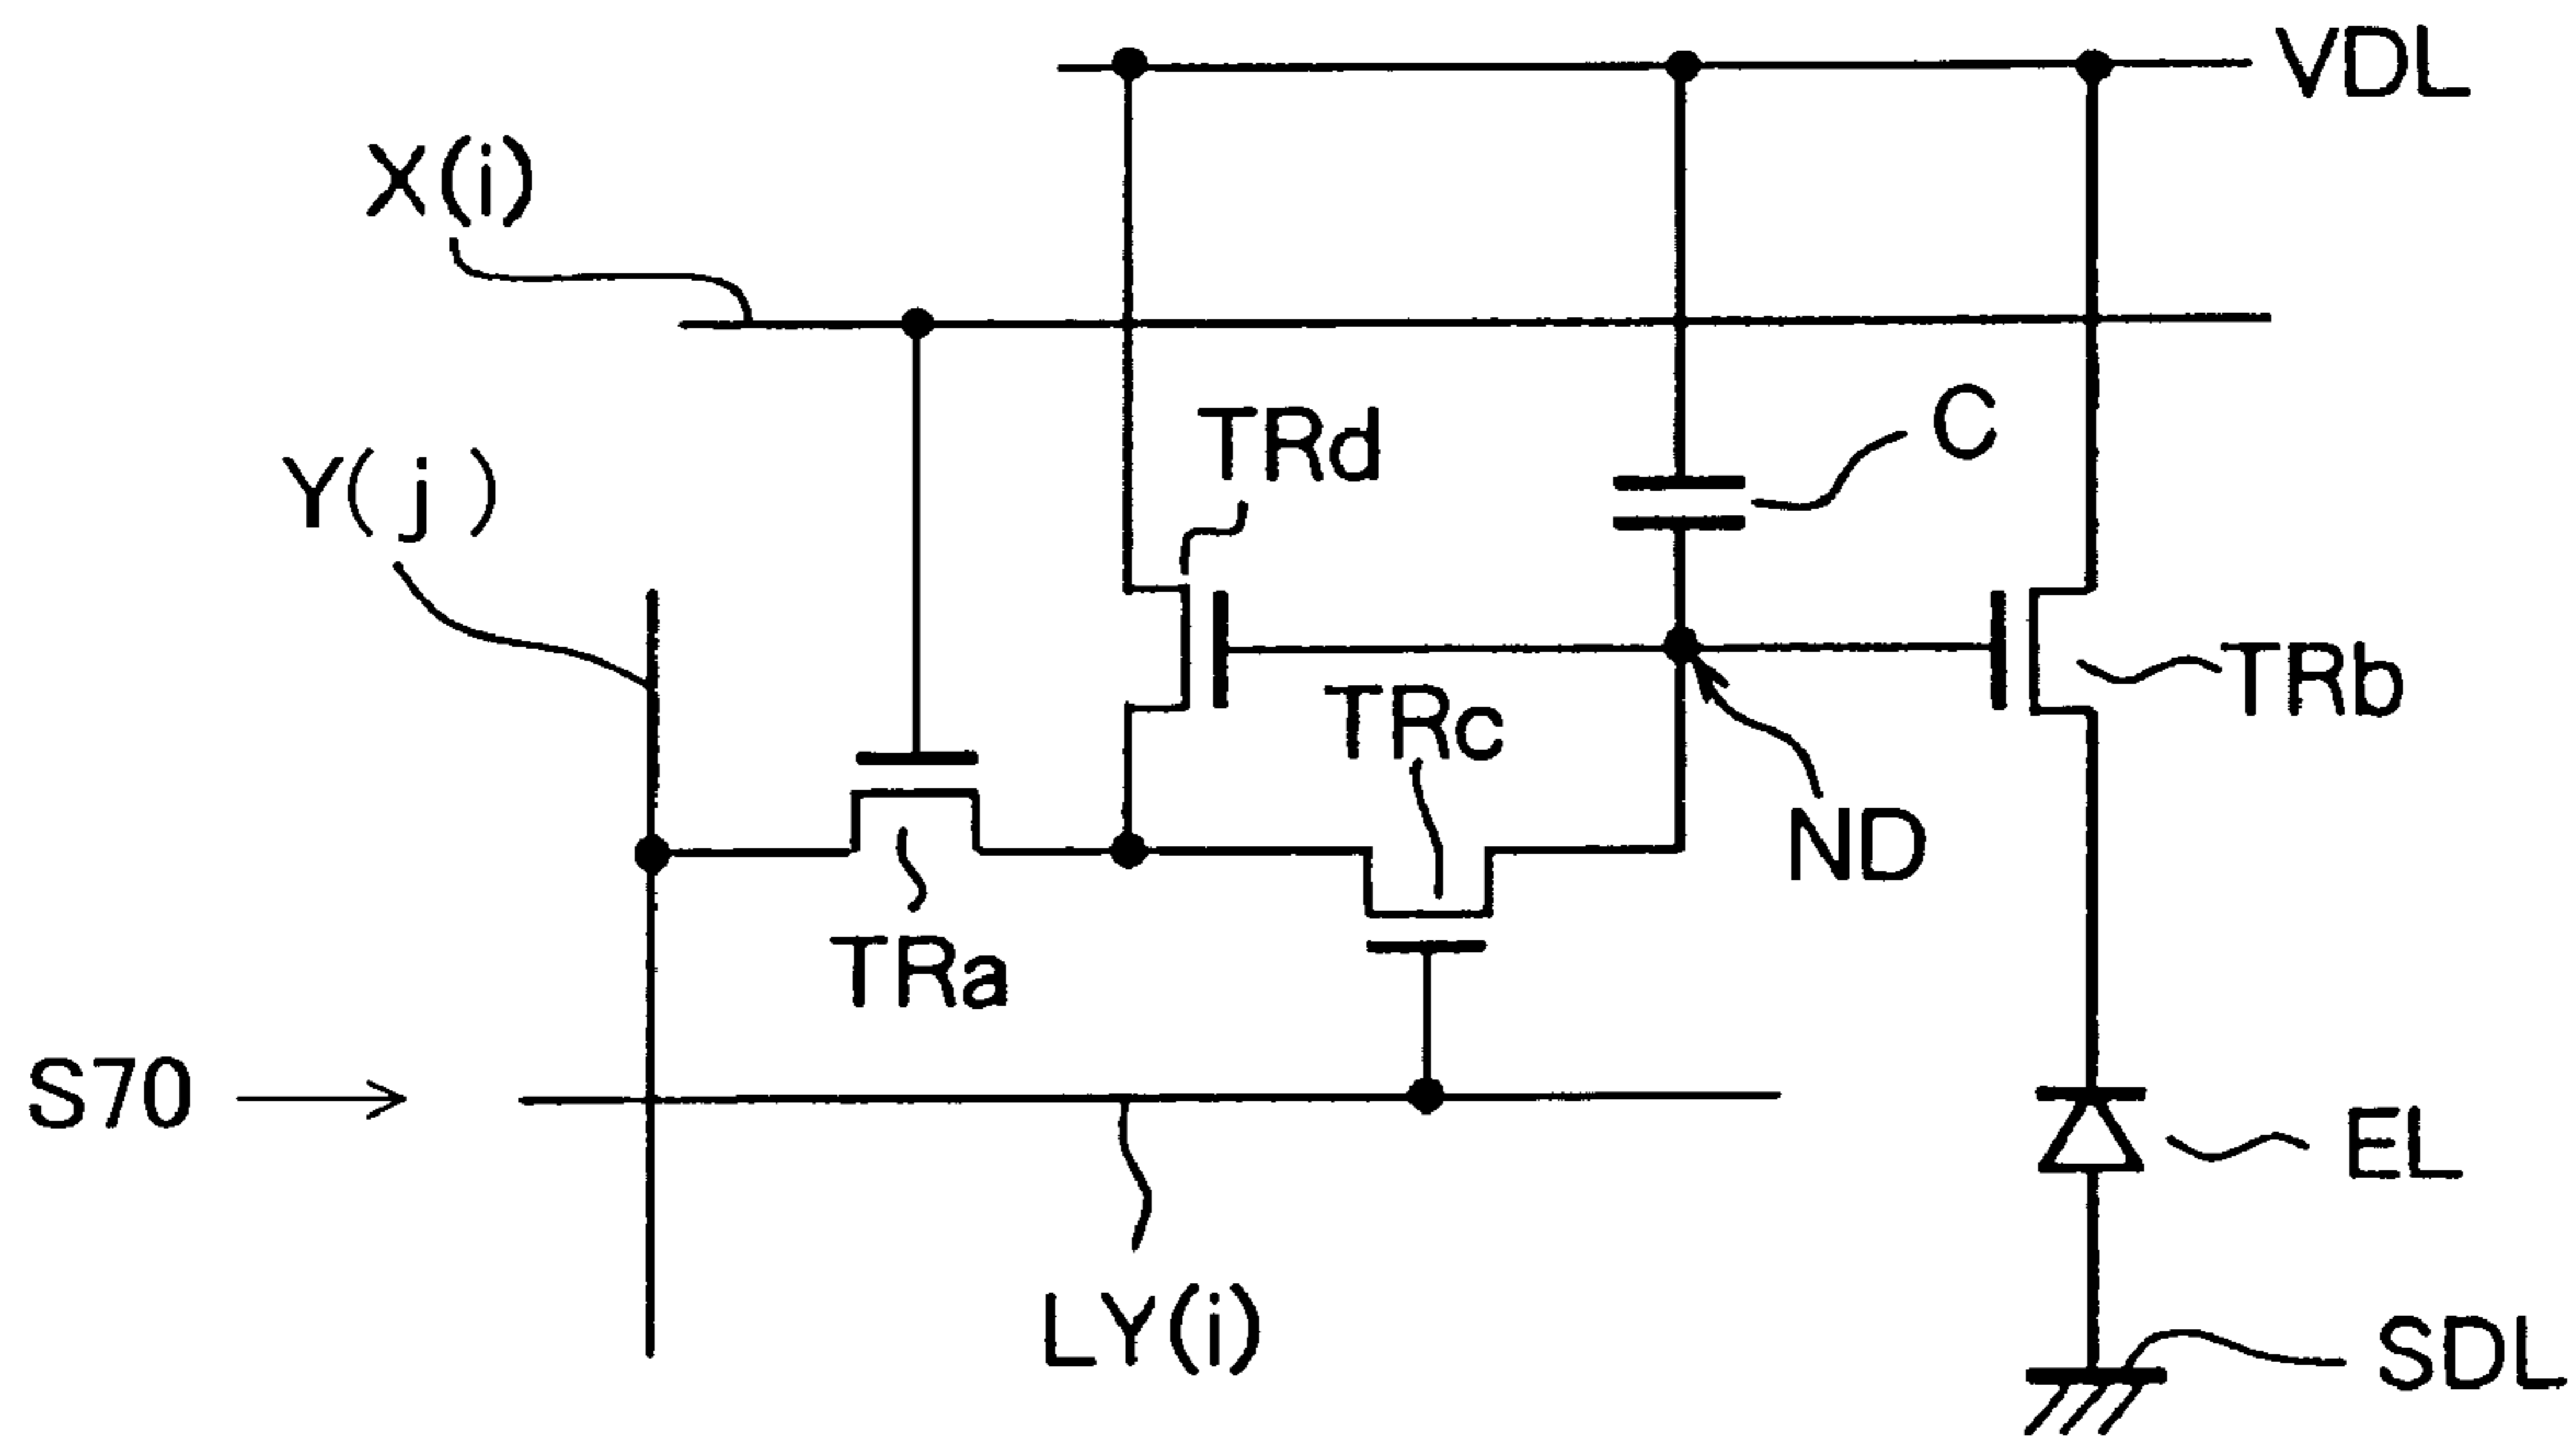 VDL
X(i)
C
TRd
Y( j )
TRb
TRc
ND
TRa
S70
EL
LY(i)
SDL